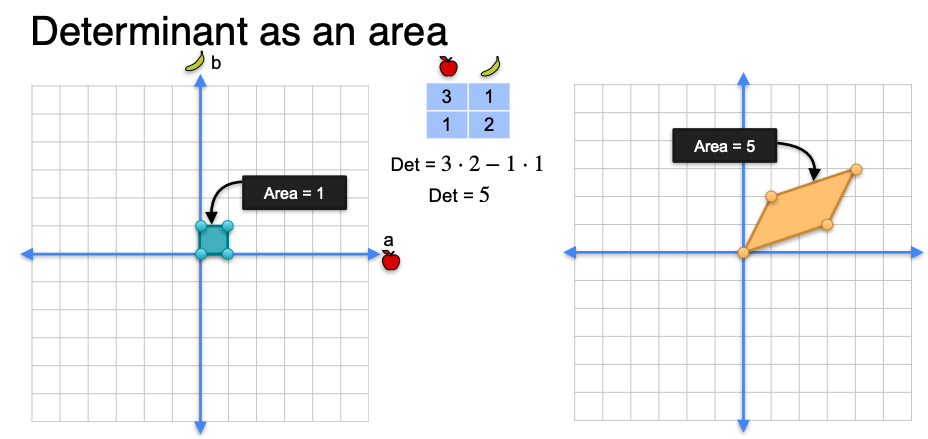 Determinant as an area
b
3 1
1 2
Det = 3 · 2 − 1 · 1
Det = 5
Area = 1
a
Area = 5